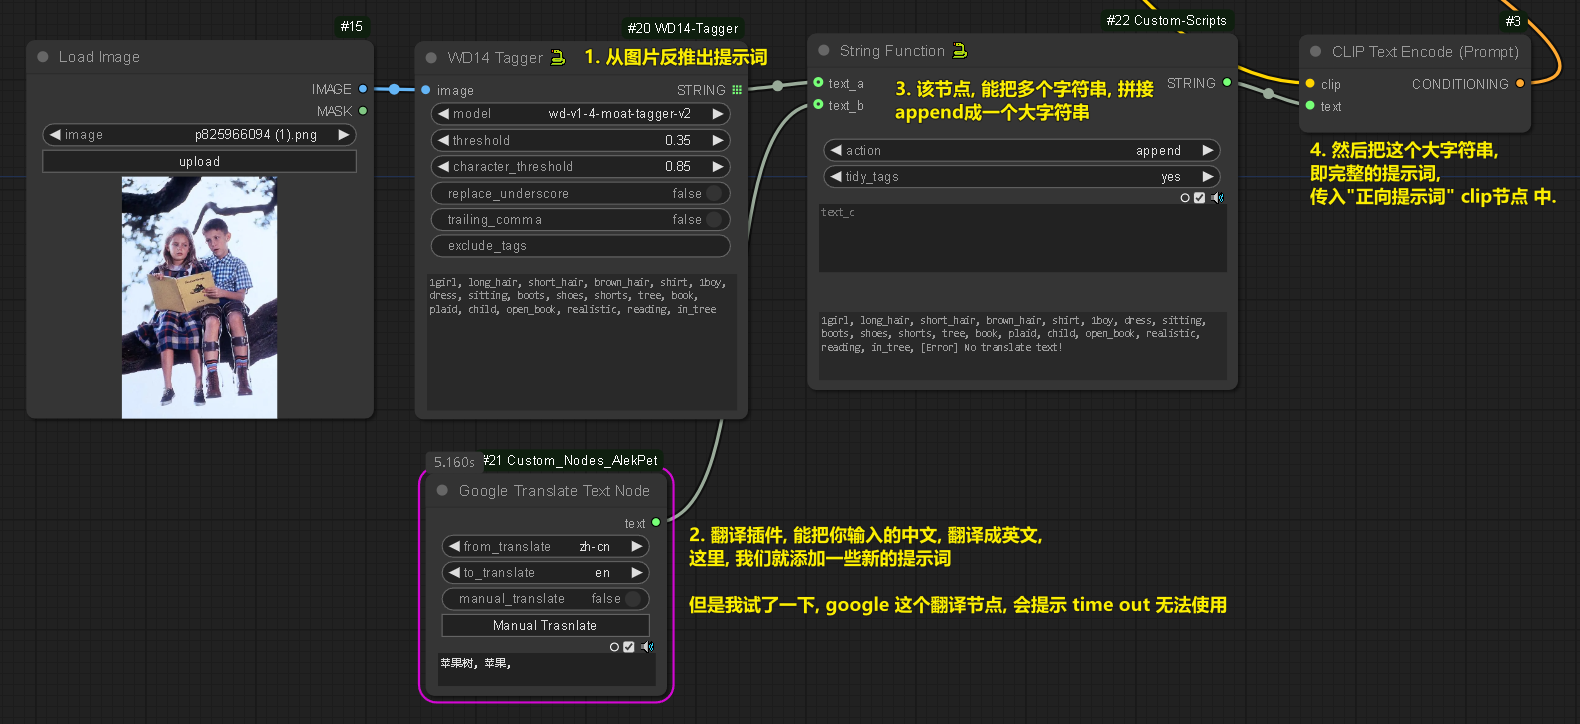 #15
Load Image
IMAGE
MASK
image p825966094 (1).png
upload
#20 WD14-Tagger
WD14 Tagger
1. 从图片反推出提示词
image STRING
model wd-v1-4-moat-tagger-v2
threshold 0.35
character_threshold 0.85
replace_underscore false
trailing_comma false
exclude_tags
1girl, long_hair, short_hair, brown_hair, shirt, 1boy,
dress, sitting, boots, shoes, shorts, tree, book,
plaid, child, open_book, realistic, reading, in_tree
#22 Custom-Scripts
String Function
text_a STRING
text_b
3. 该节点, 能把多个字符串, 拼接
append成一个大字符串
action append
tidy_tags yes
text_c
1girl, long_hair, short_hair, brown_hair, shirt, 1boy, dress, sitting,
boots, shoes, shorts, tree, book, plaid, child, open_book, realistic,
reading, in_tree, [Error] No translate text!
#3
CLIP Text Encode (Prompt)
clip CONDITIONING
text
4. 然后把这个大字符串,
即完整的提示词,
传入"正向提示词" clip节点 中.
5.160s #21 Custom_Nodes_AlekPet
Google Translate Text Node
text
from_translate zh-cn
to_translate en
manual_translate false
Manual Trasnlate
苹果树, 苹果,
2. 翻译插件, 能把你输入的中文, 翻译成英文,
这里, 我们就添加一些新的提示词
但是我试了一下, google 这个翻译节点, 会提示 time out 无法使用